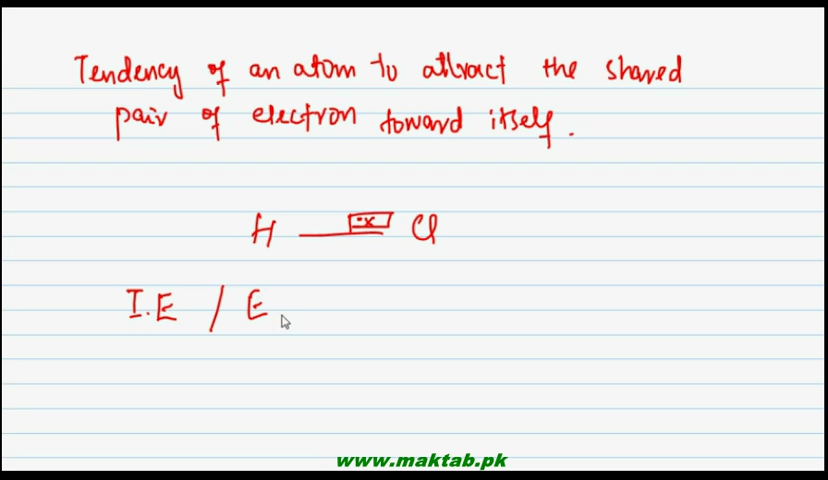 Tendency of an atom to attract the shared
pair of electron toward itself.
H ·x Cl
I.E / E
www.maktab.pk